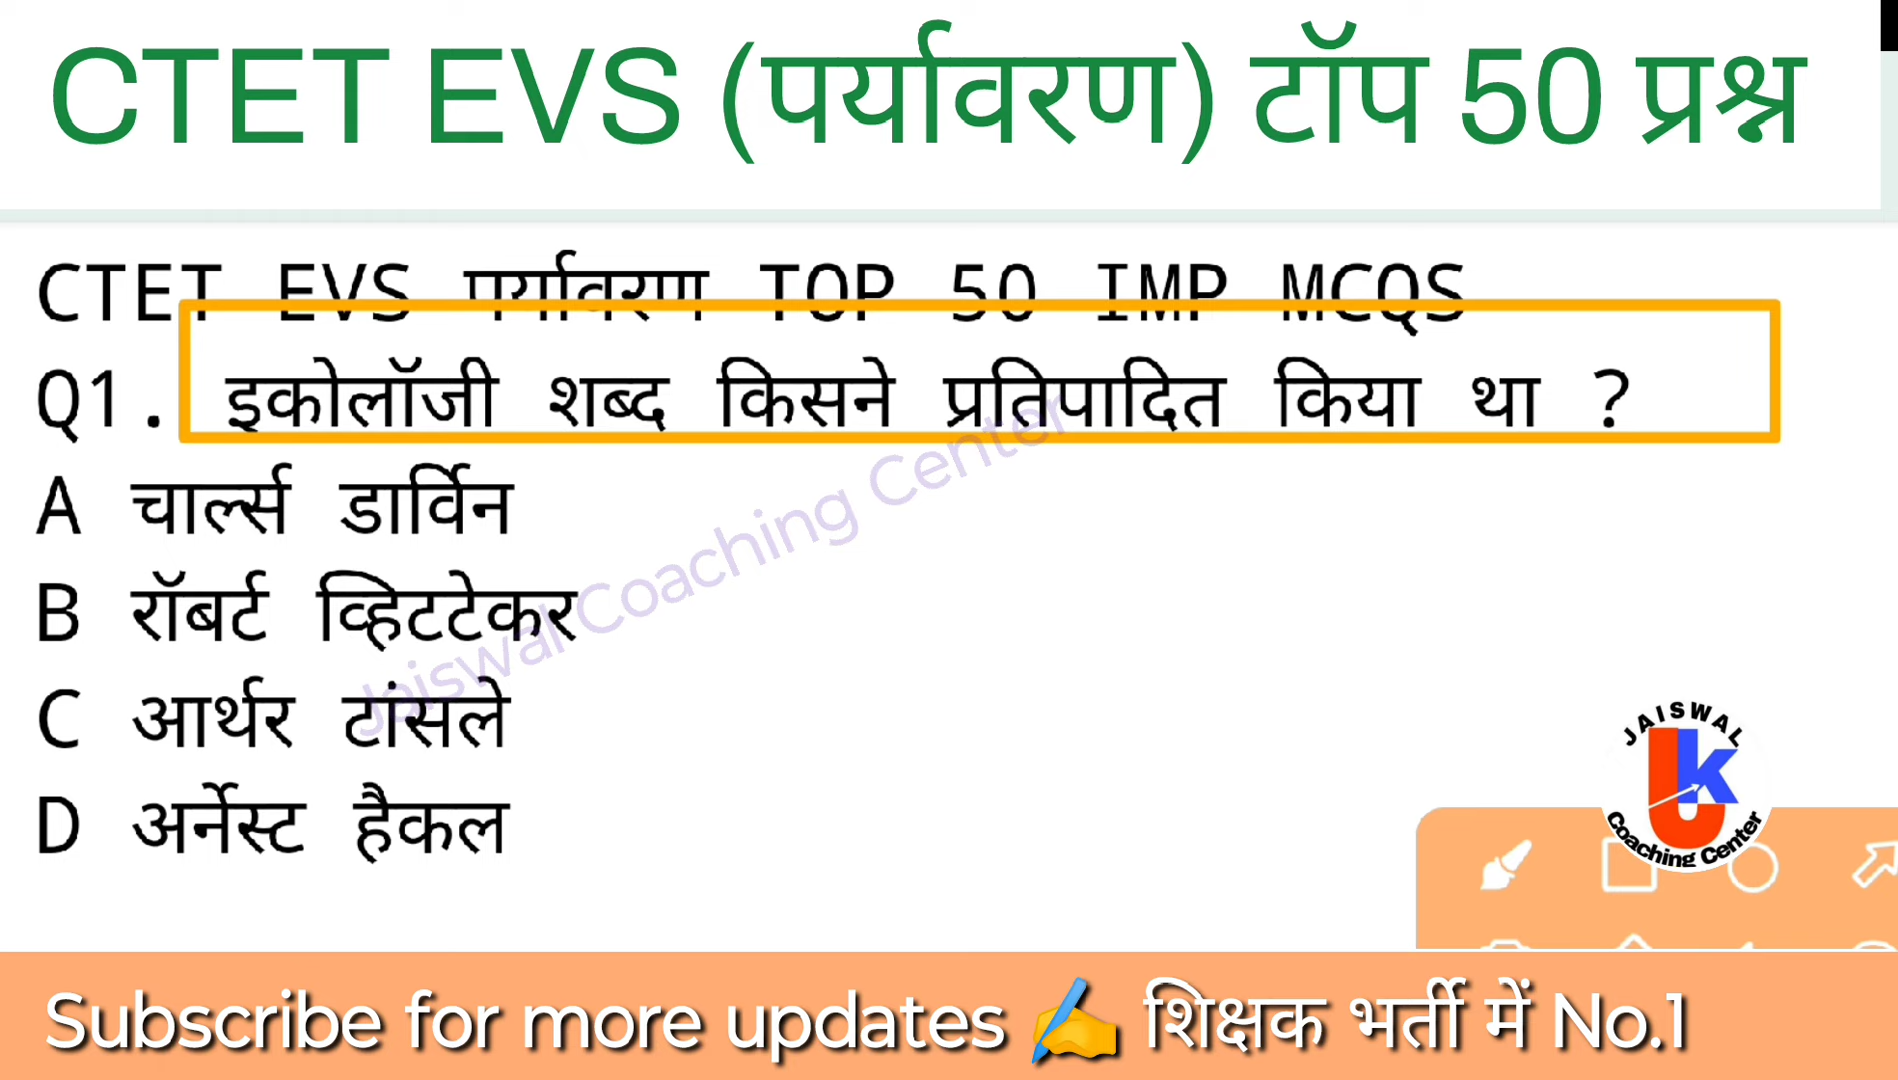 CTET EVS (पर्यावरण) टॉप 50 प्रश्न
CTET EVS पर्यावरण TOP 50 IMP MCQS
Q1. इकोलॉजी शब्द किसने प्रतिपादित किया था ?
A चार्ल्स डार्विन
B रॉबर्ट व्हिटटेकर
C आर्थर टांसले
D अर्नेस्ट हैकल
Jaiswal Coaching Center
JAISWAL
Jk
Coaching Center
Subscribe for more updates ✍ शिक्षक भर्ती में No.1